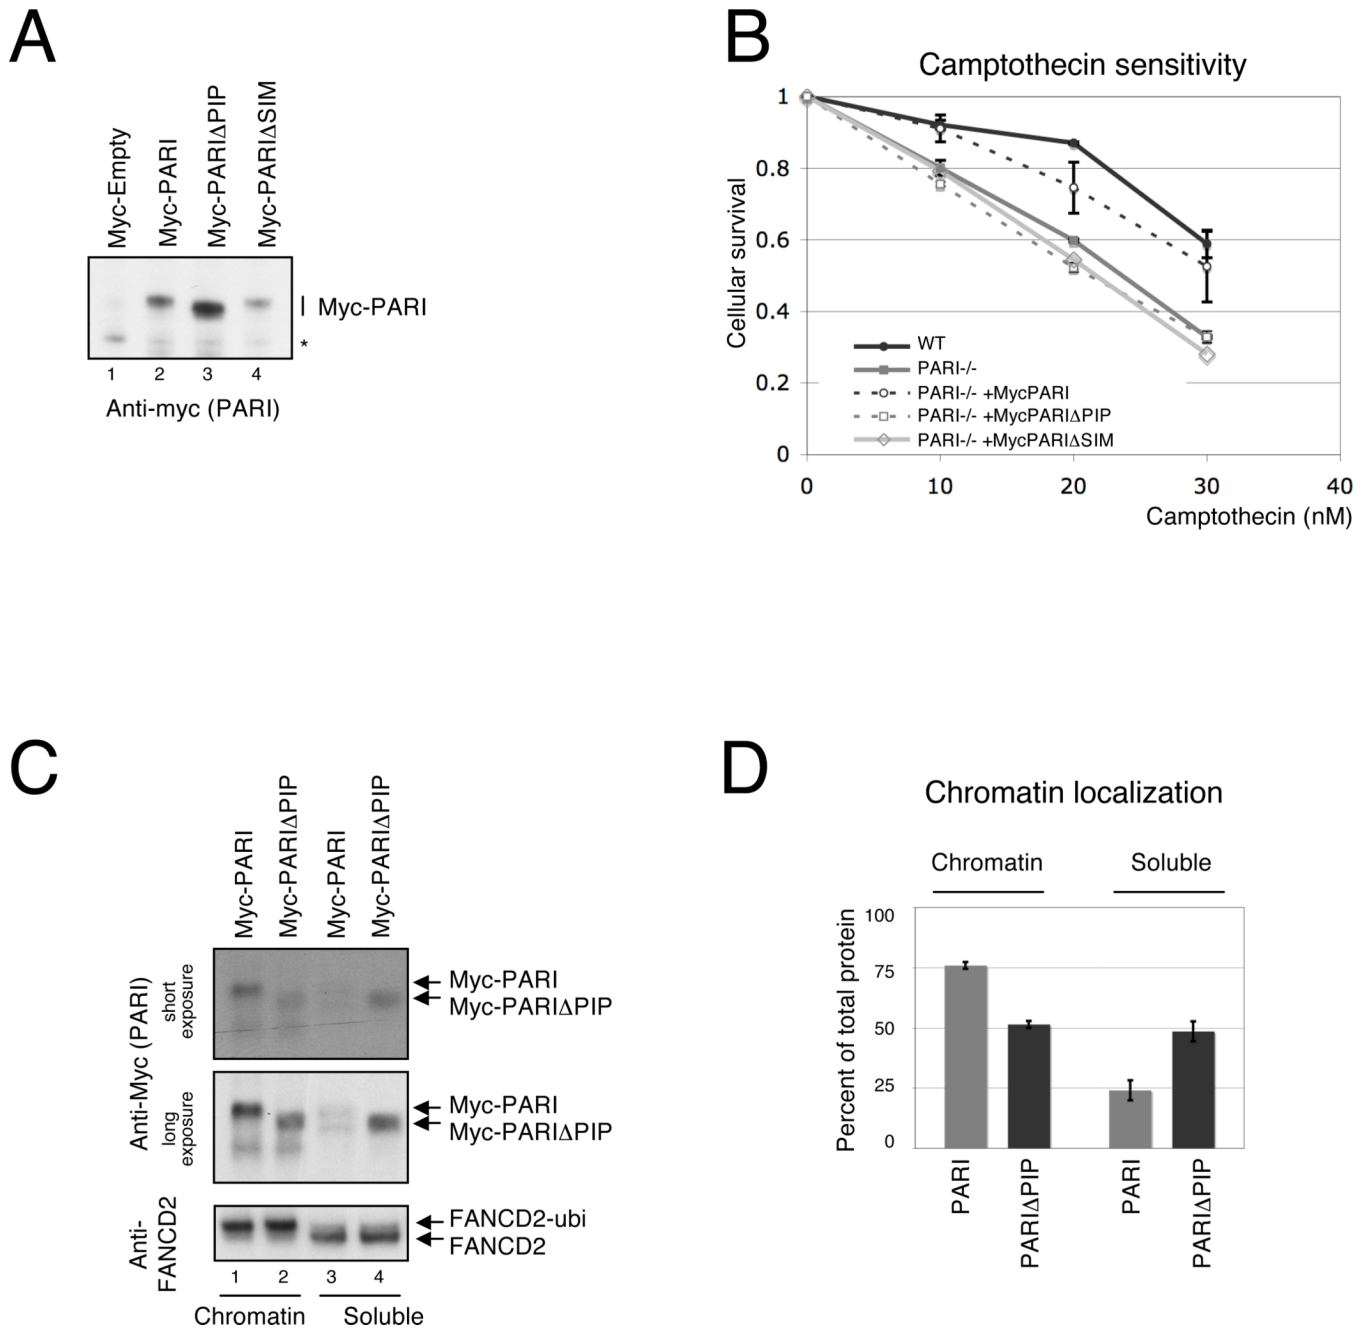 A
Myc-Empty
Myc-PARI
Myc-PARIΔPIP
Myc-PARIΔSIM
Myc-PARI
*
1 2 3 4
Anti-myc (PARI)
B
Camptothecin sensitivity
Cellular survival
1
0.8
0.6
0.4
0.2
0
WT
PARI-/-
PARI-/- +MycPARI
PARI-/- +MycPARIΔPIP
PARI-/- +MycPARIΔSIM
0 10 20 30 40
Camptothecin (nM)
C
Myc-PARI
Myc-PARIΔPIP
Myc-PARI
Myc-PARIΔPIP
Anti-Myc (PARI)
short
exposure
Myc-PARI
Myc-PARIΔPIP
long
exposure
Myc-PARI
Myc-PARIΔPIP
Anti-
FANCD2
FANCD2-ubi
FANCD2
1 2 3 4
Chromatin Soluble
D
Chromatin localization
Chromatin Soluble
Percent of total protein
100
75
50
25
0
PARI
PARIΔPIP
PARI
PARIΔPIP